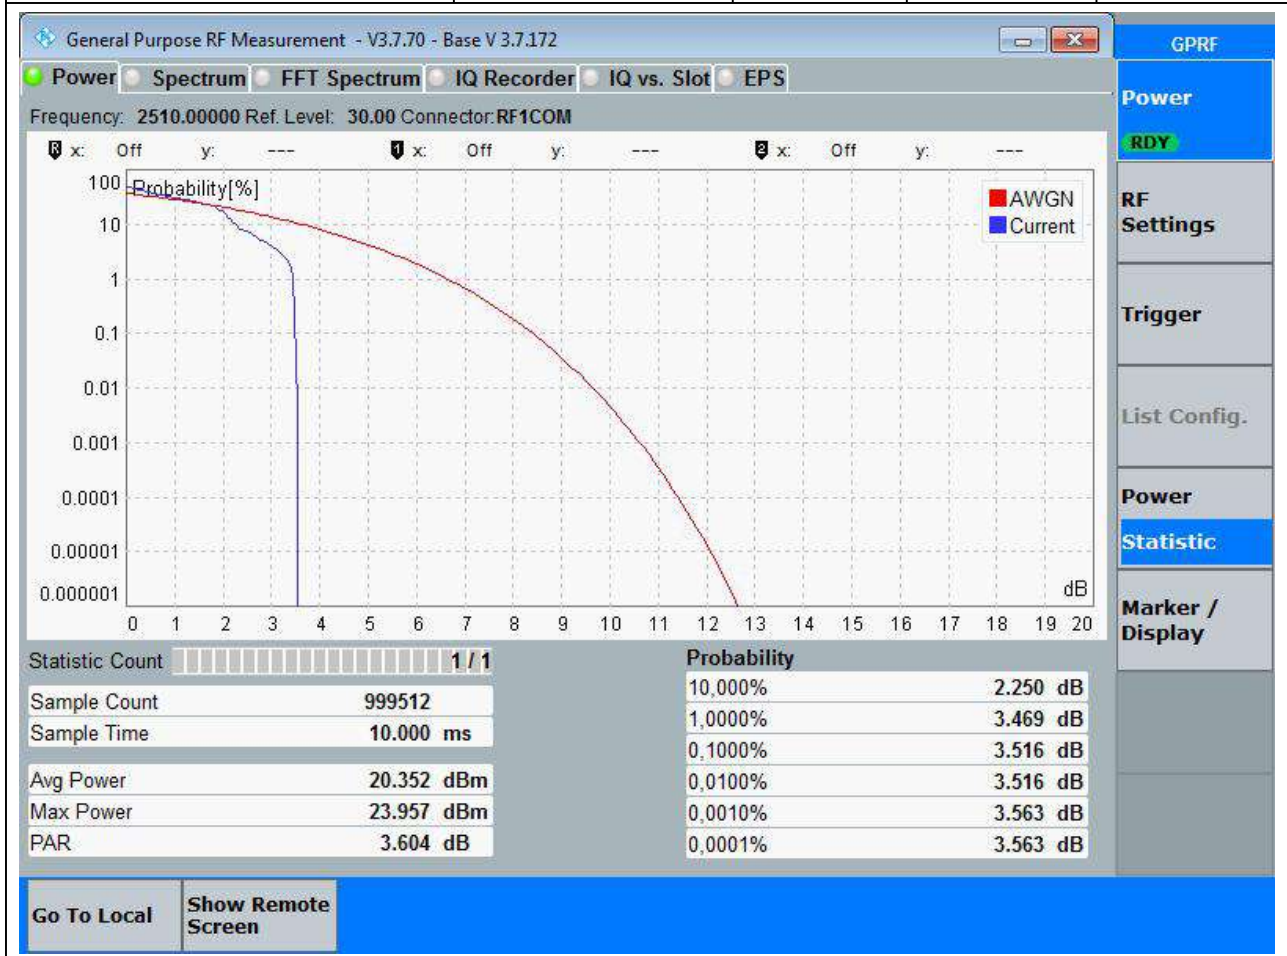 General Purpose RF Measurement - V3.7.70 - Base V 3.7.172
GPRF
Power Spectrum FFT Spectrum IQ Recorder IQ vs. Slot EPS
Frequency: 2510.00000 Ref. Level: 30.00 Connector: RF1COM
R x: Off y: --- 1 x: Off y: --- 2 x: Off y: ---
Probability[%]
AWGN
Current
100
10
1
0.1
0.01
0.001
0.0001
0.00001
0.000001
dB
0 1 2 3 4 5 6 7 8 9 10 11 12 13 14 15 16 17 18 19 20
Statistic Count 1 / 1
Sample Count 999512
Sample Time 10.000 ms
Avg Power 20.352 dBm
Max Power 23.957 dBm
PAR 3.604 dB
Probability
10,000% 2.250 dB
1,0000% 3.469 dB
0,1000% 3.516 dB
0,0100% 3.516 dB
0,0010% 3.563 dB
0,0001% 3.563 dB
Power
RDY
RF
Settings
Trigger
List Config.
Power
Statistic
Marker /
Display
Go To Local
Show Remote
Screen